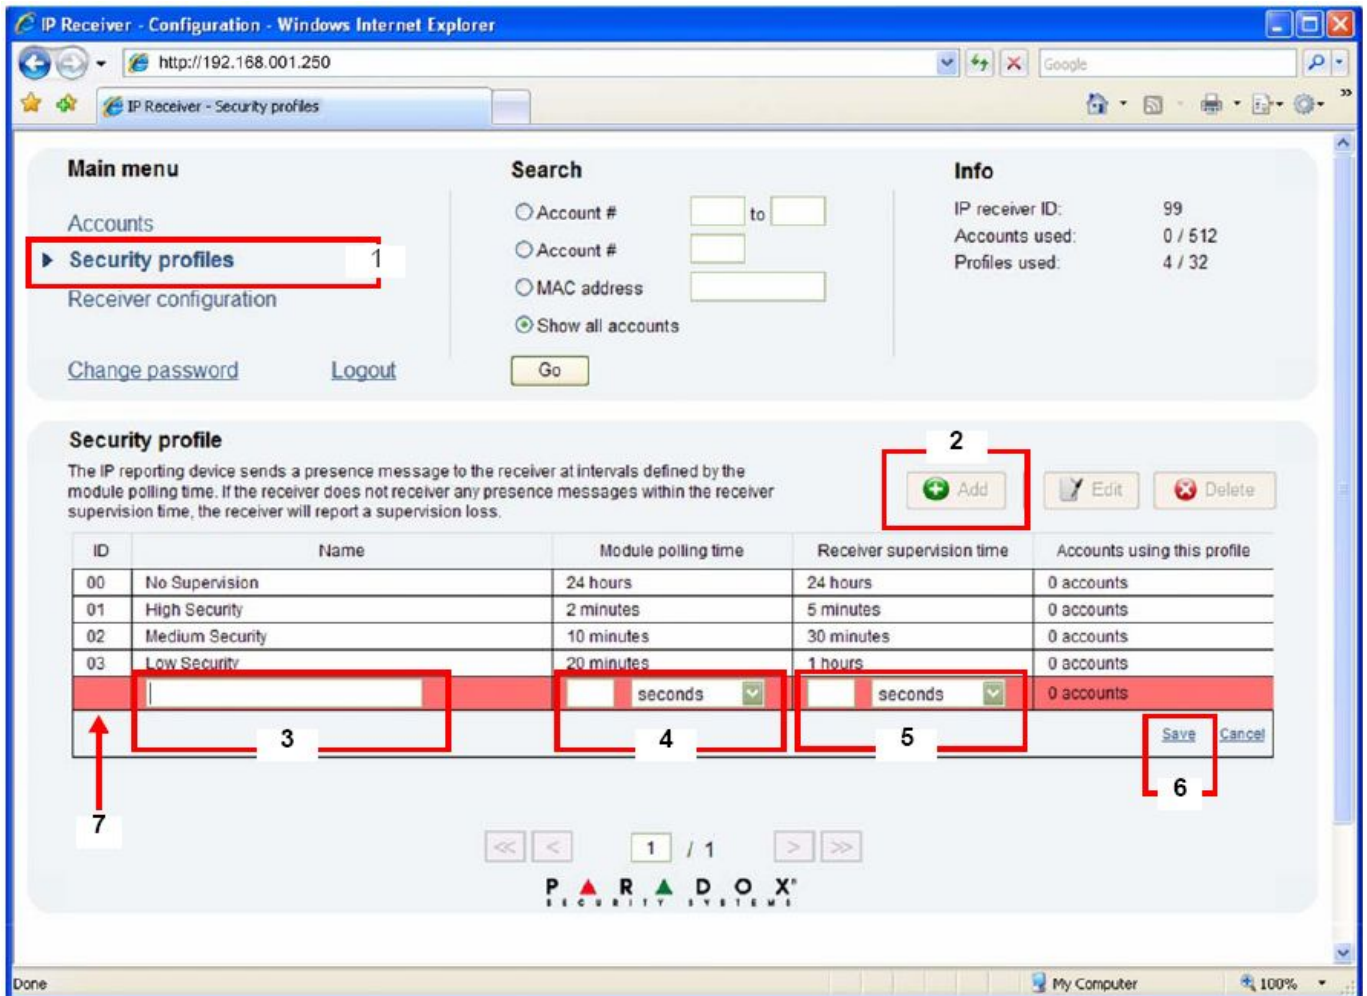 IP Receiver - Configuration - Windows Internet Explorer
http://192.168.001.250
Google
IP Receiver - Security profiles
Main menu
Accounts
Security profiles
1
Receiver configuration
Change password
Logout
Search
Account #
to
Account #
MAC address
Show all accounts
Go
Info
IP receiver ID: 99
Accounts used: 0 / 512
Profiles used: 4 / 32
Security profile
The IP reporting device sends a presence message to the receiver at intervals defined by the
module polling time. If the receiver does not receiver any presence messages within the receiver
supervision time, the receiver will report a supervision loss.
2
Add
Edit
Delete
ID Name Module polling time Receiver supervision time Accounts using this profile
00 No Supervision 24 hours 24 hours 0 accounts
01 High Security 2 minutes 5 minutes 0 accounts
02 Medium Security 10 minutes 30 minutes 0 accounts
03 Low Security 20 minutes 1 hours 0 accounts
seconds seconds 0 accounts
Save Cancel
3
4
5
6
7
<< < 1 / 1 > >>
PARADOX®
SECURITY SYSTEMS
Done
My Computer
100%